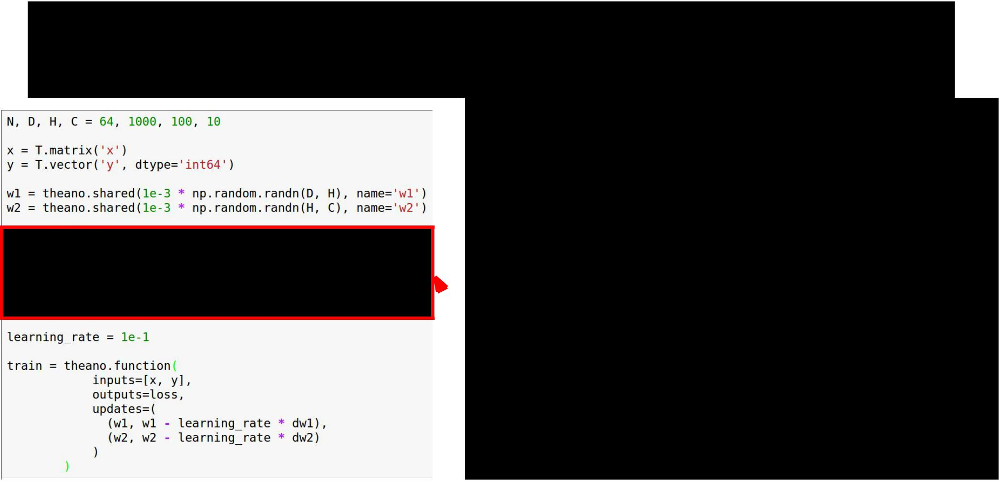 N, D, H, C = 64, 1000, 100, 10
x = T.matrix('x')
y = T.vector('y', dtype='int64')
w1 = theano.shared(1e-3 * np.random.randn(D, H), name='w1')
w2 = theano.shared(1e-3 * np.random.randn(H, C), name='w2')
learning_rate = 1e-1
train = theano.function(
inputs=[x, y],
outputs=loss,
updates=(
(w1, w1 - learning_rate * dw1),
(w2, w2 - learning_rate * dw2)
)
)